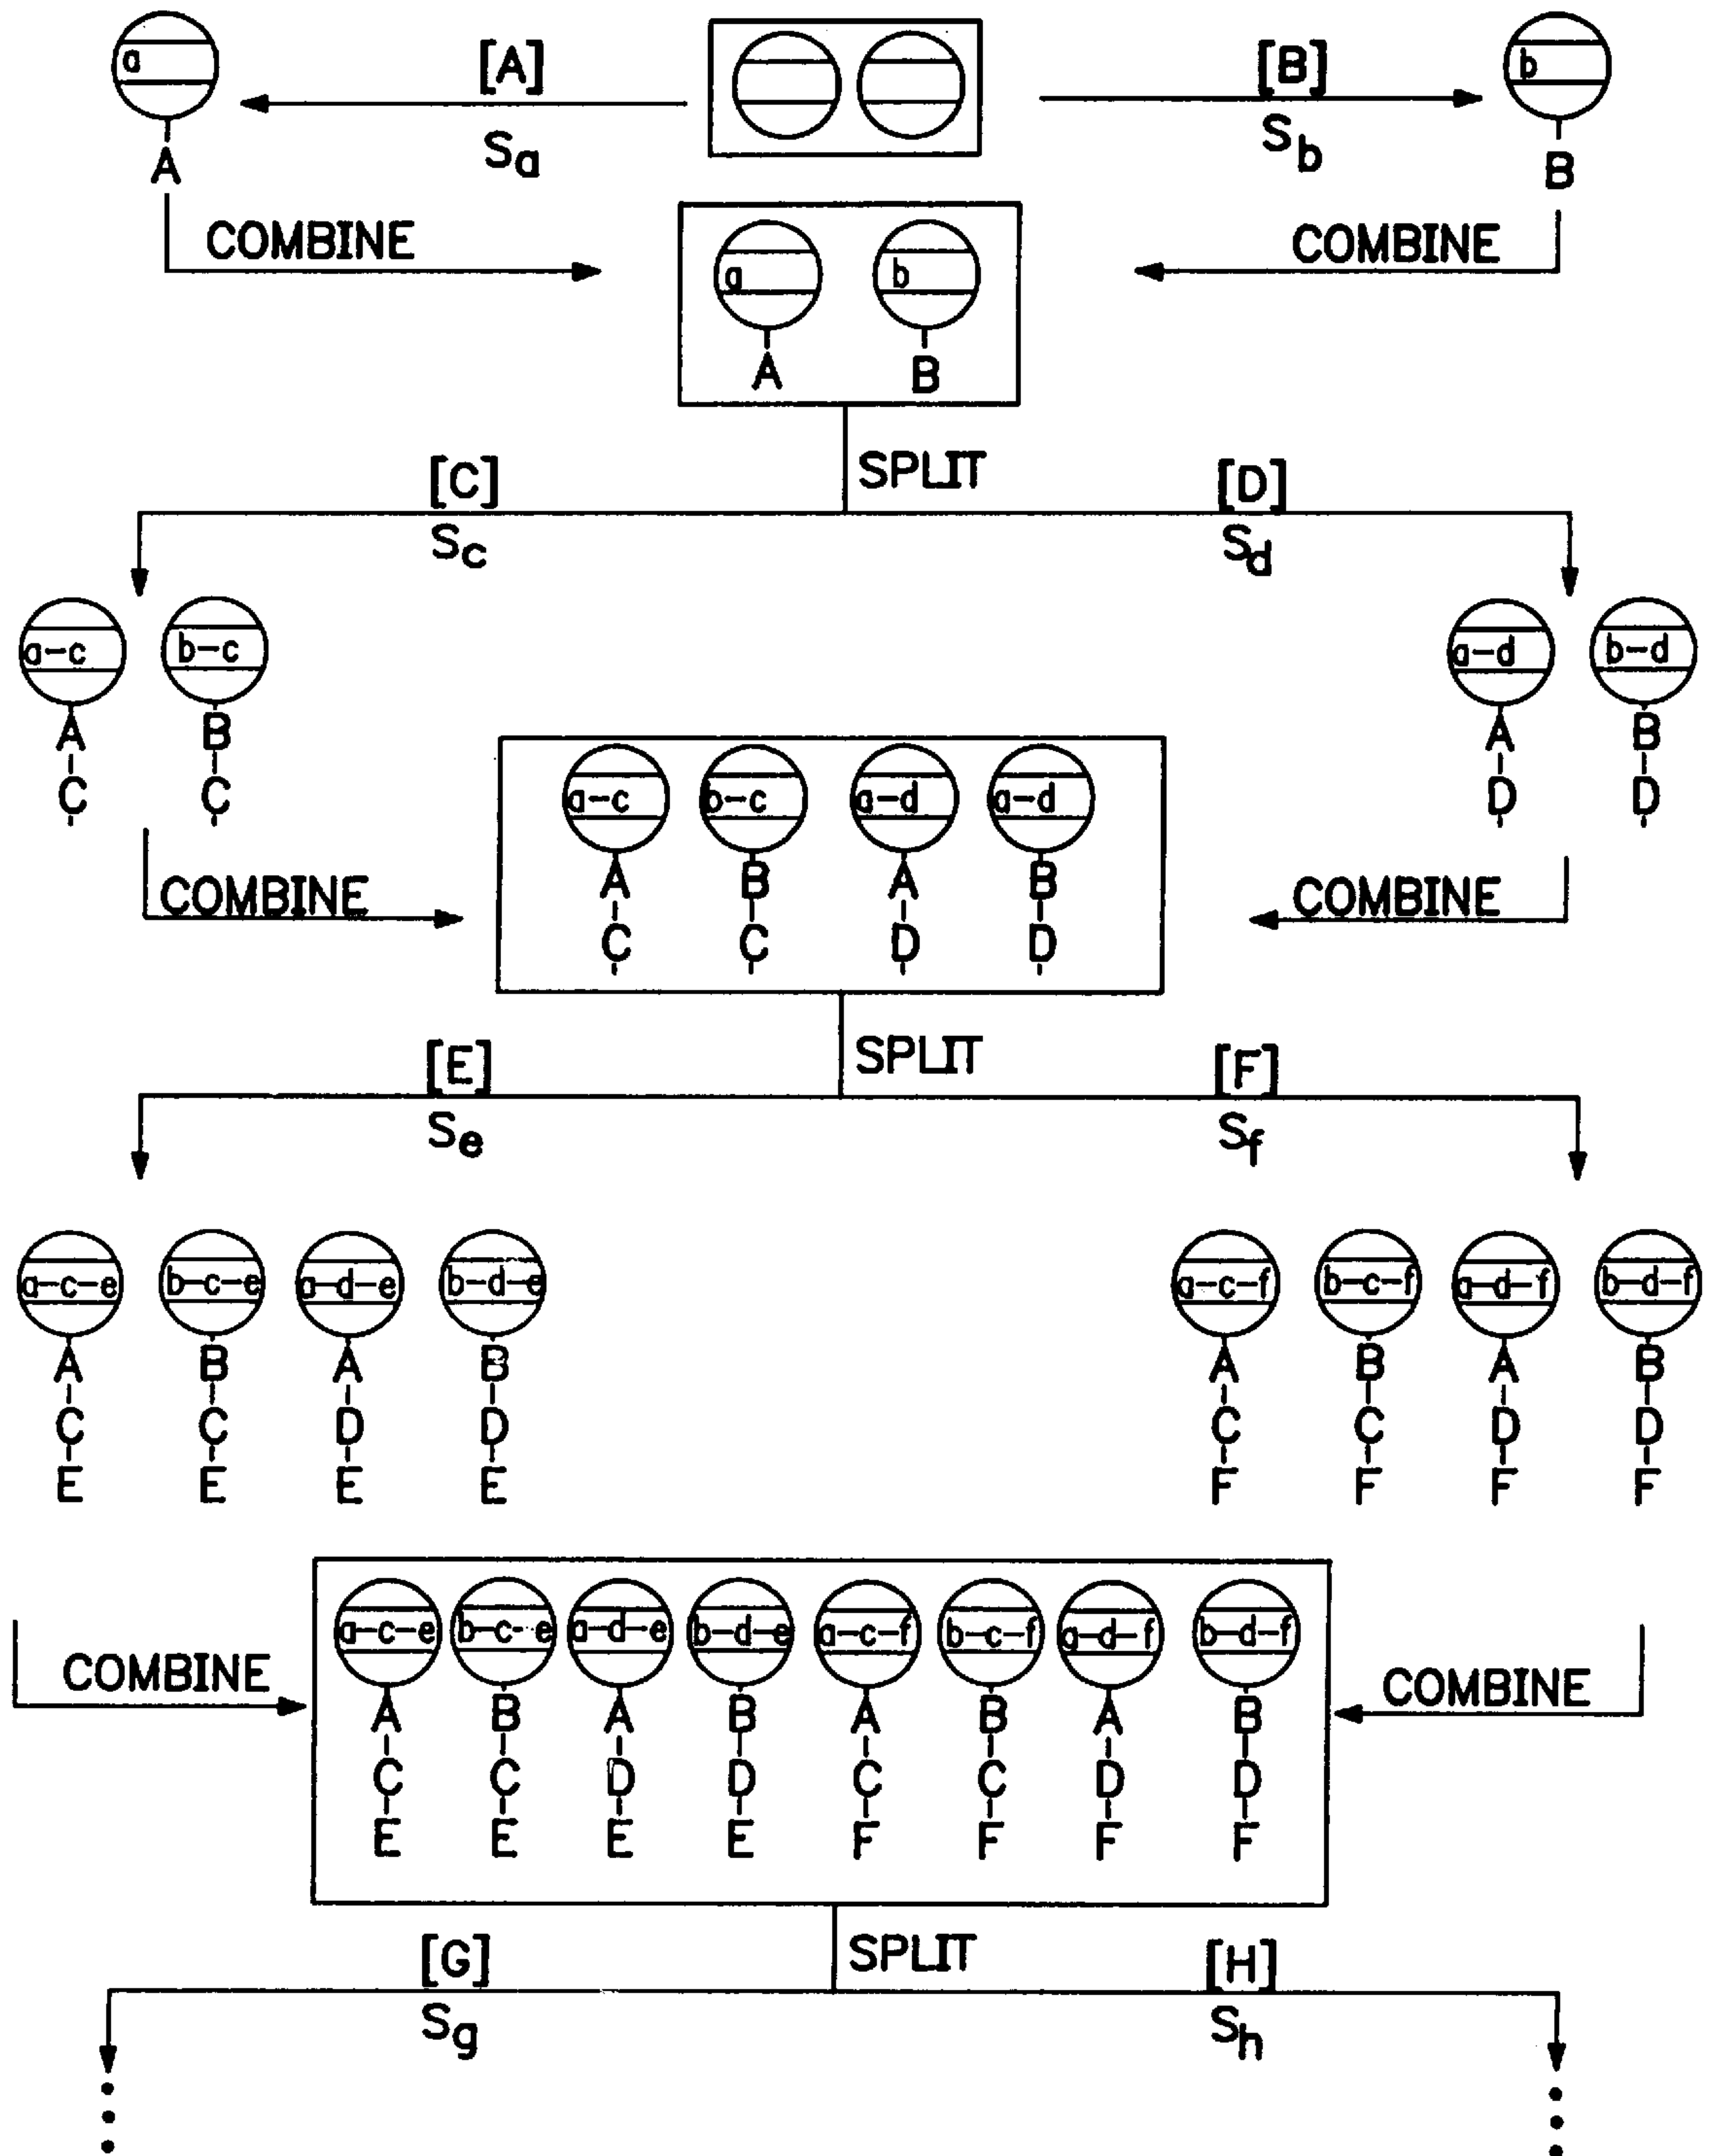 a [A] [B] b
Sa Sb
A B
COMBINE COMBINE
a b
A B
SPLIT
[C] [D]
Sc Sd
a-c b-c a-d b-d
A B A B
C C D D
a-c b-c a-d a-d
A B A B
COMBINE COMBINE
C C D D
SPLIT
[E] [F]
Se Sf
a-c-e b-c-e a-d-e b-d-e a-c-f b-c-f a-d-f b-d-f
A B A B A B A B
C C D D C C D D
E E E E F F F F
a-c-e b-c-e a-d-e b-d-e a-c-f b-c-f a-d-f b-d-f
COMBINE COMBINE
A B A B A B A B
C C D D C C D D
E E E E F F F F
SPLIT
[G] [H]
Sg Sh